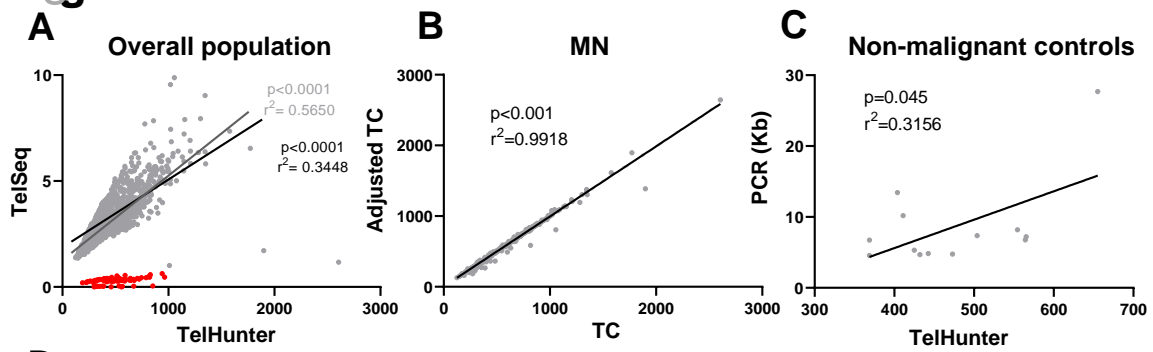 A
Overall population
p<0.0001
r2= 0.5650
p<0.0001
r2= 0.3448
10
5
0
TelSeq
0
1000
2000
3000
TelHunter
B
MN
p<0.001
r2=0.9918
3000
2000
1000
0
Adjusted TC
0
1000
2000
3000
TC
C
Non-malignant controls
p=0.045
r2=0.3156
30
20
10
0
PCR (Kb)
300
400
500
600
700
TelHunter